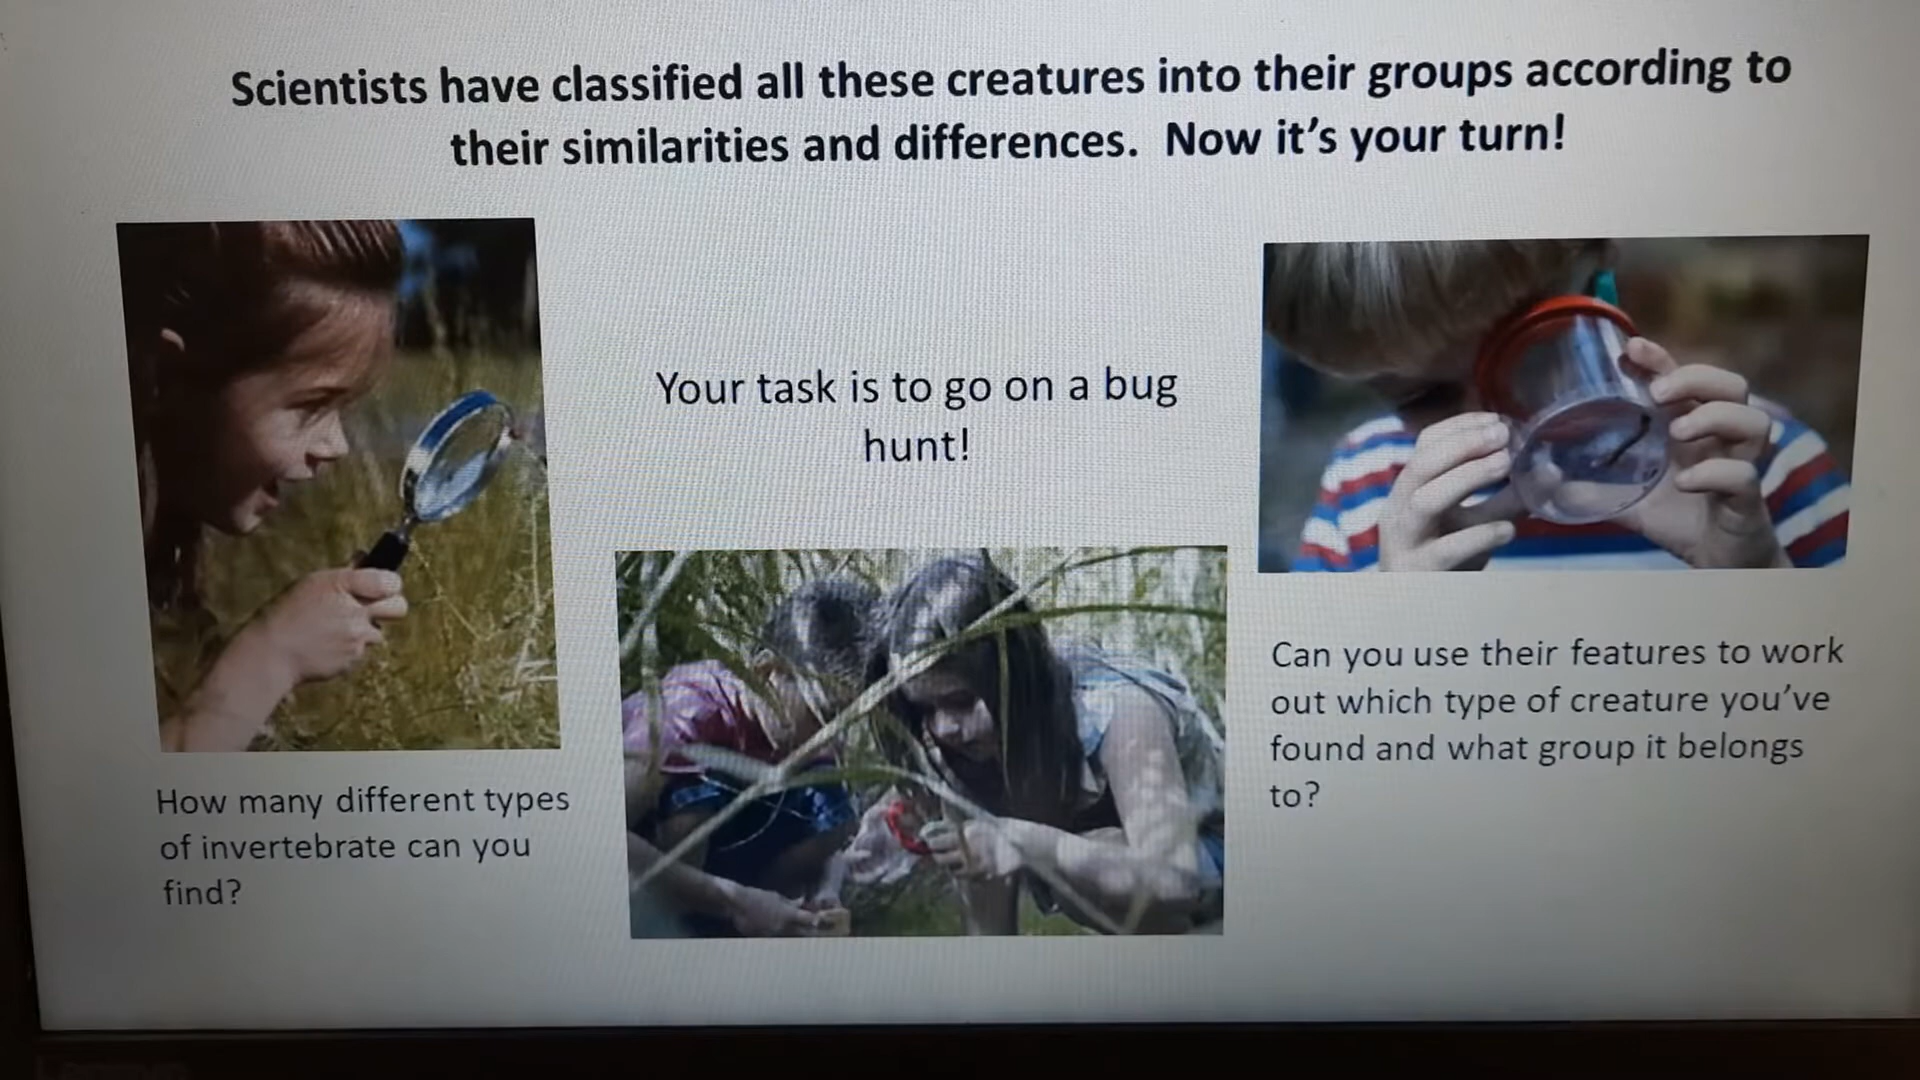 Scientists have classified all these creatures into their groups according to
their similarities and differences. Now it's your turn!
Your task is to go on a bug
hunt!
How many different types
of invertebrate can you
find?
Can you use their features to work
out which type of creature you've
found and what group it belongs
to?